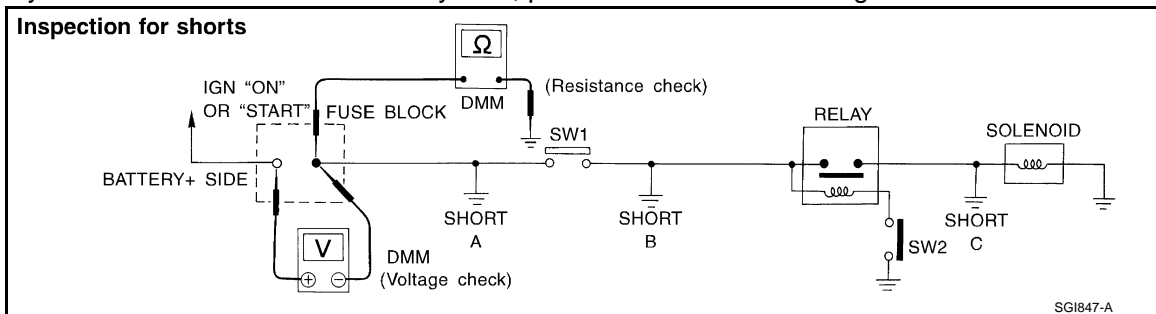 Inspection for shorts
Ω
IGN "ON"
OR "START"
FUSE BLOCK
DMM
(Resistance check)
SW1
RELAY
SOLENOID
BATTERY+ SIDE
SHORT
A
SHORT
B
SHORT
C
SW2
V
+
−
DMM
(Voltage check)
SGI847-A